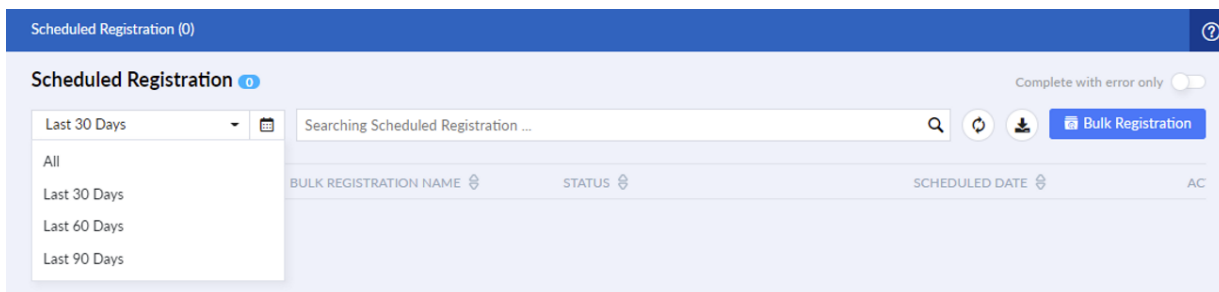 Scheduled Registration (0)
Scheduled Registration 0
Complete with error only
Last 30 Days
Searching Scheduled Registration ...
Bulk Registration
All
Last 30 Days
Last 60 Days
Last 90 Days
BULK REGISTRATION NAME STATUS SCHEDULED DATE AC